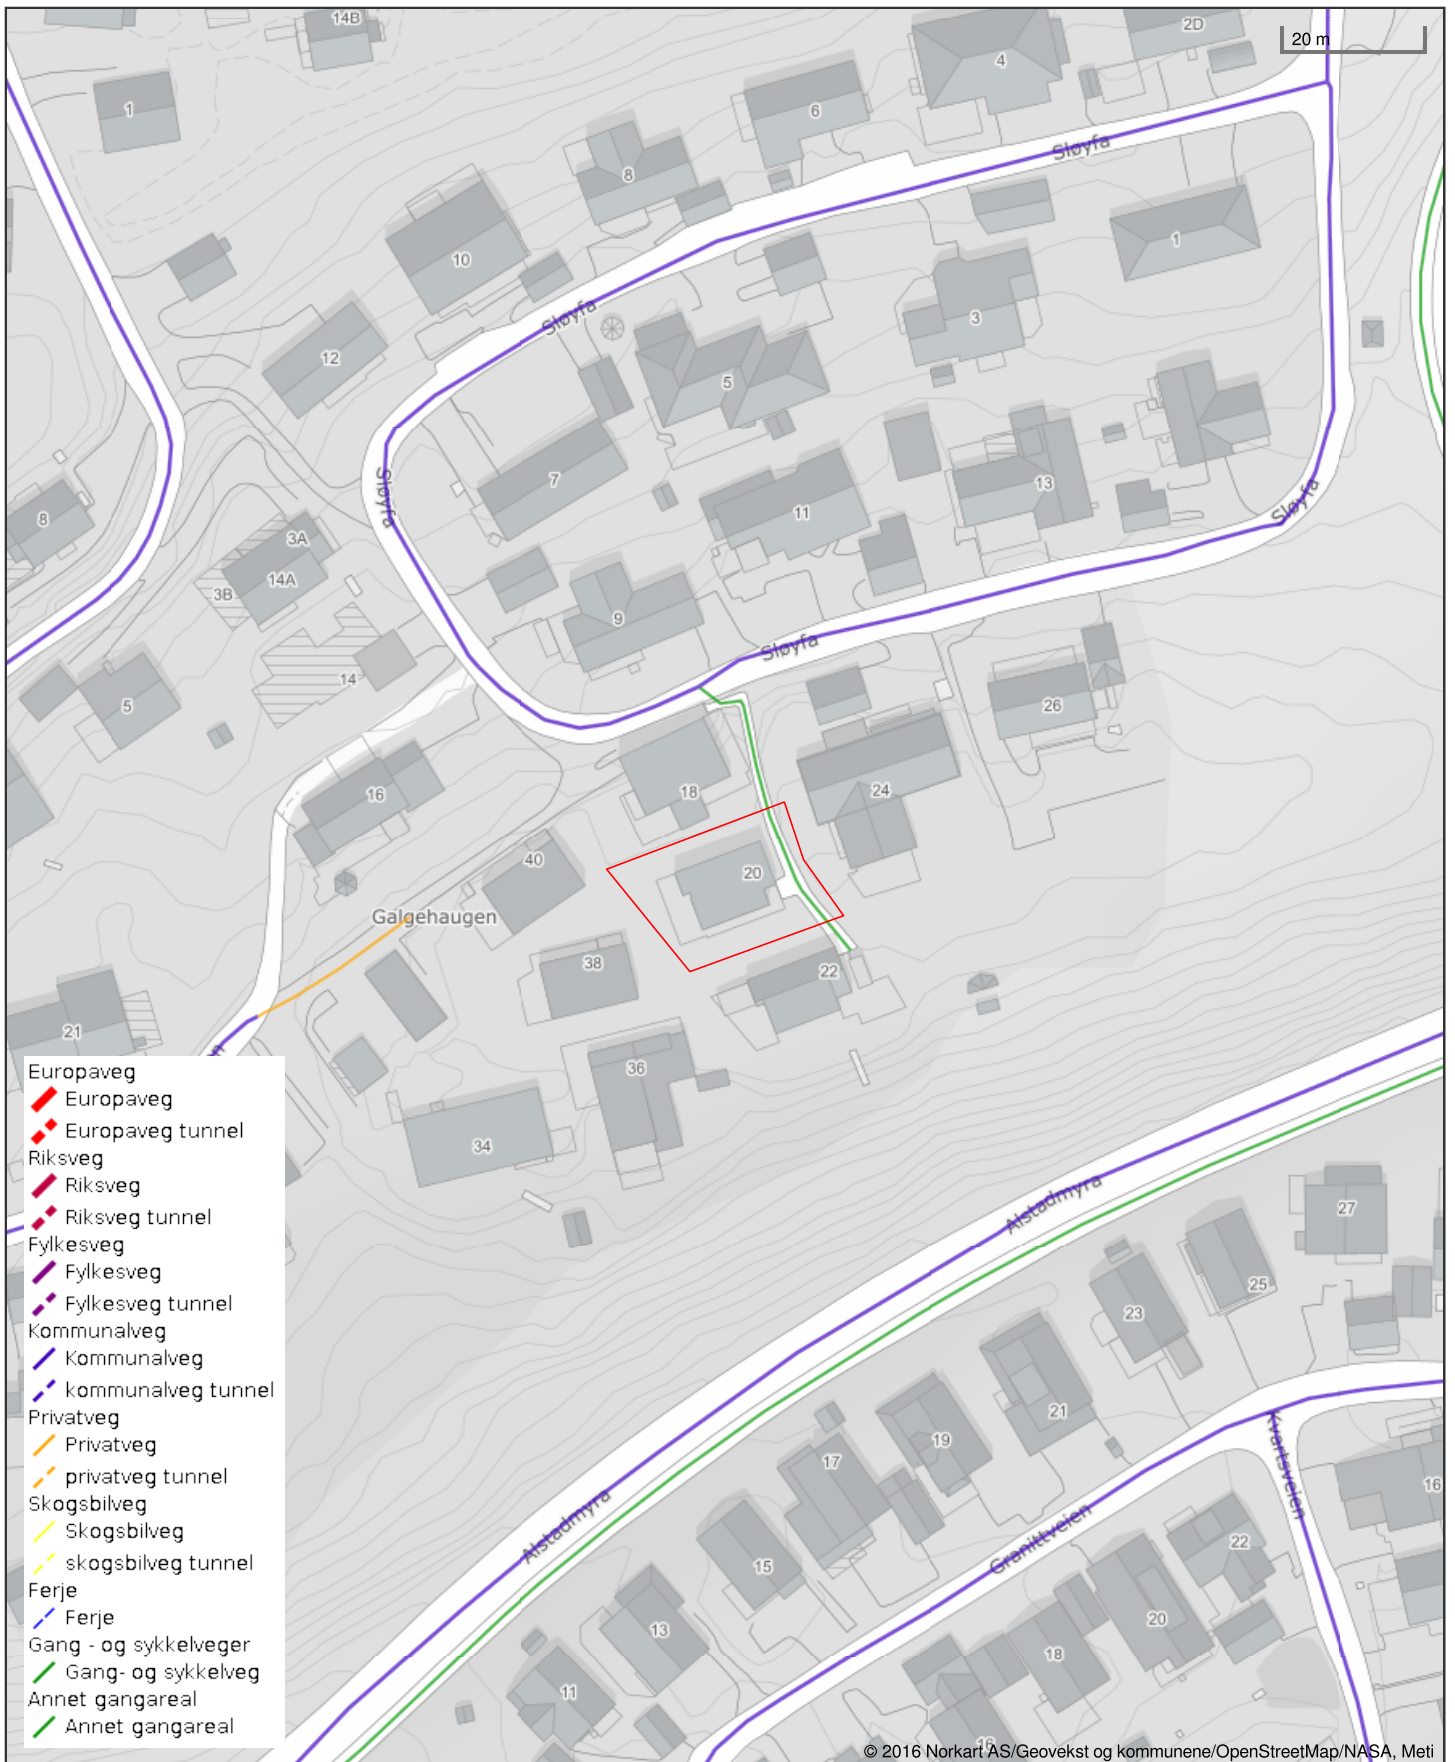 14B
2D
20 m
4
1
6
Sløyfa
8
10
1
Sløyfa
3
12
5
Sløyfa
7
13
11
Sløyfa
8
3A
14A
3B
9
Sløyfa
14
5
26
16
18
24
40
20
Galgehaugen
38
22
21
36
n
34
Europaveg
Europaveg
Europaveg tunnel
Riksveg
Riksveg
Riksveg tunnel
Fylkesveg
Fylkesveg
Fylkesveg tunnel
Kommunalveg
Kommunalveg
kommunalveg tunnel
Privatveg
Privatveg
privatveg tunnel
Skogsbilveg
Skogsbilveg
skogsbilveg tunnel
Ferje
Ferje
Gang - og sykkelveger
Gang- og sykkelveg
Annet gangareal
Annet gangareal
Alstadmyra
27
25
23
21
19
17
Kvartsveien
16
Alstadmyra
Granittveien
22
15
20
13
18
11
16
© 2016 Norkart AS/Geovekst og kommunene/OpenStreetMap/NASA, Meti